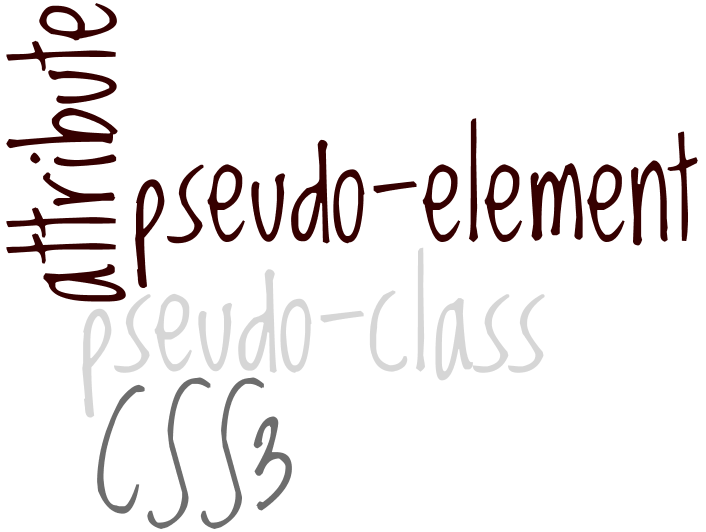 attribute
pseudo-element
pseudo-class
CSS3